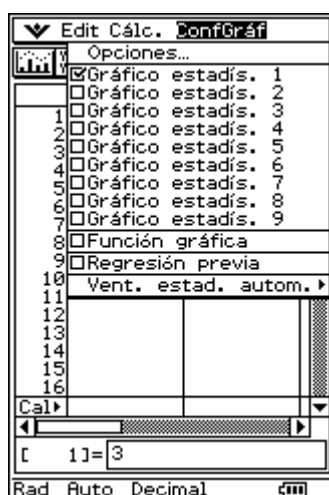 Edit Cálc. ConfGráf
Opciones...
Gráfico estadís. 1
Gráfico estadís. 2
Gráfico estadís. 3
Gráfico estadís. 4
Gráfico estadís. 5
Gráfico estadís. 6
Gráfico estadís. 7
Gráfico estadís. 8
Gráfico estadís. 9
Función gráfica
Regresión previa
Vent. estad. autom.
1
2
3
4
5
6
7
8
9
10
11
12
13
14
15
16
Cal
[ 1]= 3
Rad Auto Decimal